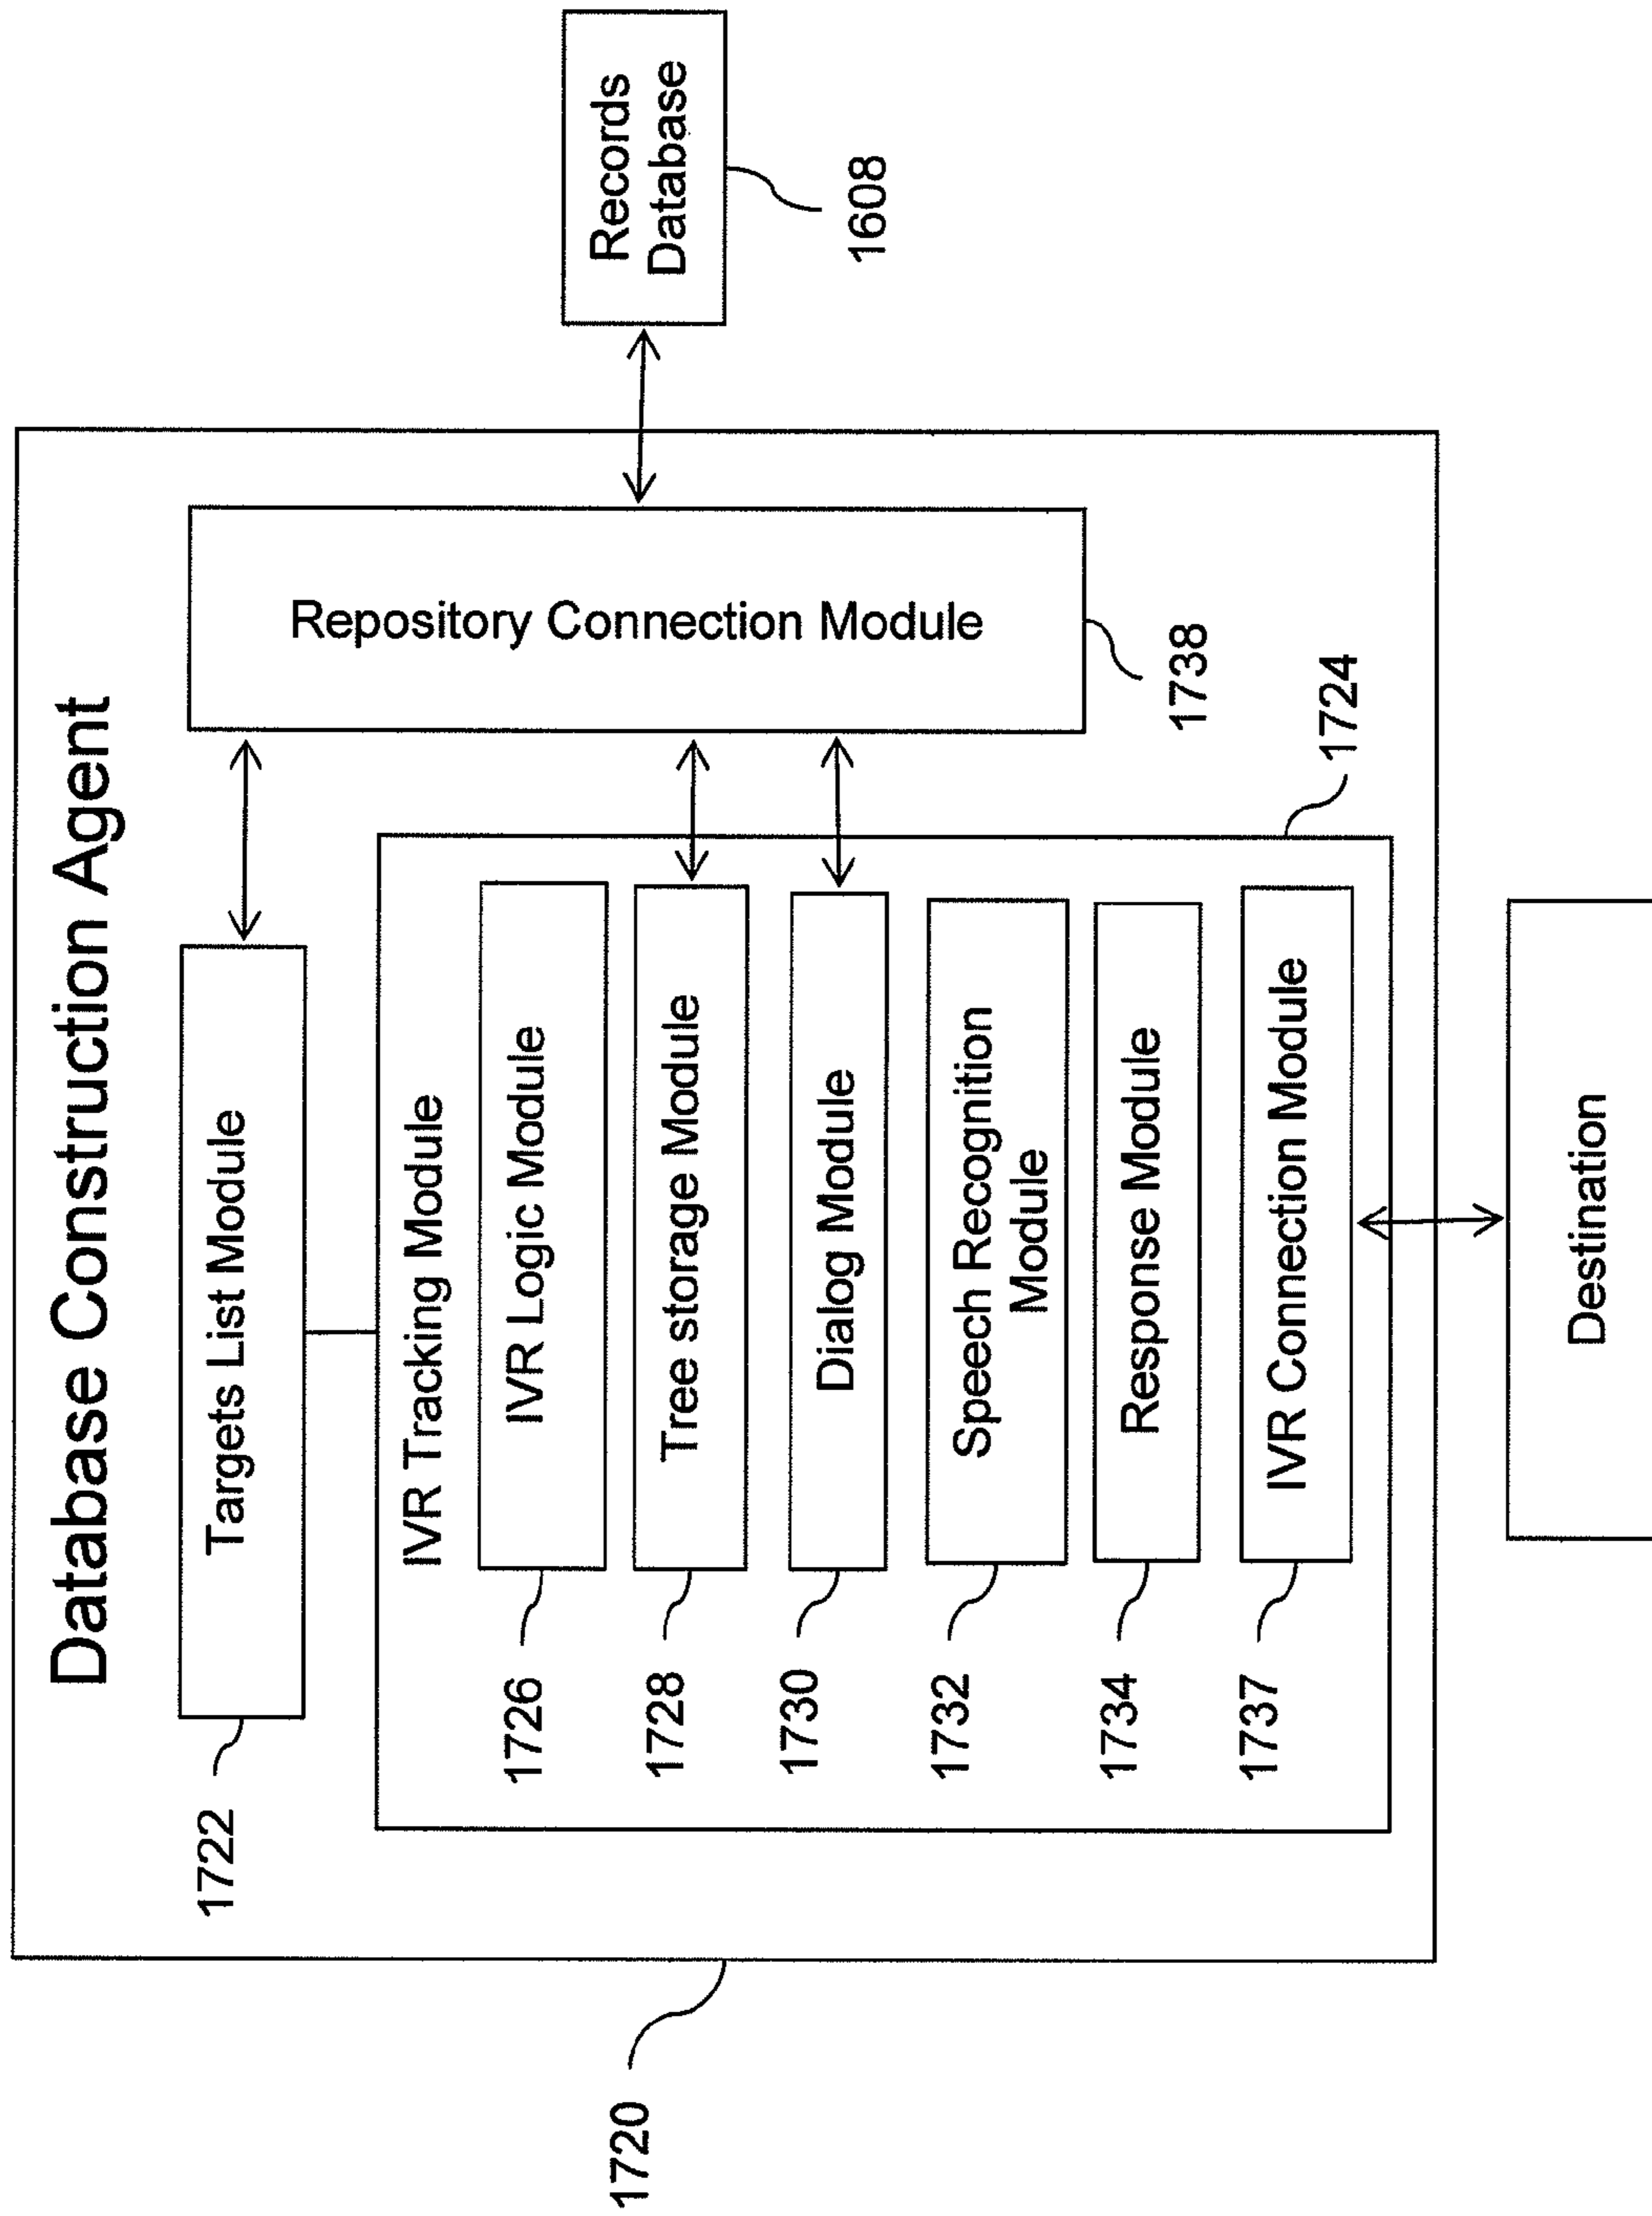 Database Construction Agent
1722
Targets List Module
IVR Tracking Module
1726
IVR Logic Module
1728
Tree storage Module
1730
Dialog Module
1732
Speech Recognition
Module
1734
Response Module
1737
IVR Connection Module
1724
Repository Connection Module
1738
Records
Database
1608
1720
Destination